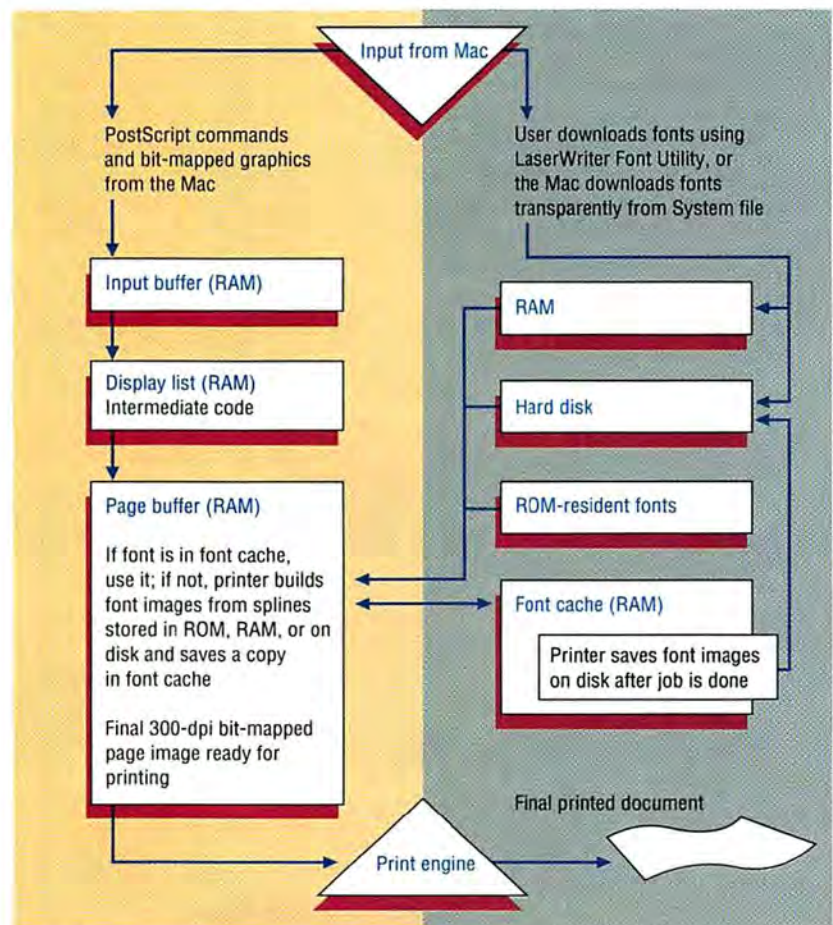 Input from Mac
PostScript commands
and bit-mapped graphics
from the Mac
User downloads fonts using
LaserWriter Font Utility, or
the Mac downloads fonts
transparently from System file
Input buffer (RAM)
Display list (RAM)
Intermediate code
Page buffer (RAM)
If font is in font cache,
use it; if not, printer builds
font images from splines
stored in ROM, RAM, or on
disk and saves a copy
in font cache
Final 300-dpi bit-mapped
page image ready for
printing
RAM
Hard disk
ROM-resident fonts
Font cache (RAM)
Printer saves font images
on disk after job is done
Print engine
Final printed document